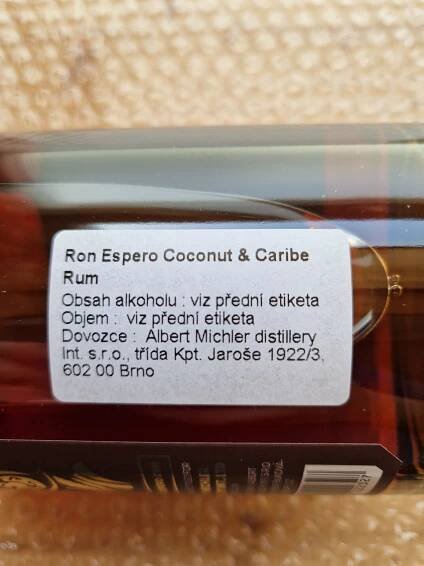 Ron Espero Coconut & Caribe
Rum
Obsah alkoholu : viz přední etiketa
Objem : viz přední etiketa
Dovozce : Albert Michler distillery
Int. s.r.o., třída Kpt. Jaroše 1922/3,
602 00 Brno